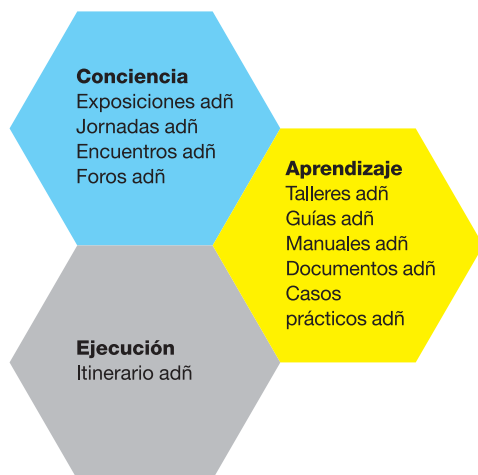 Conciencia
Exposiciones adñ
Jornadas adñ
Encuentros adñ
Foros adñ
Aprendizaje
Talleres adñ
Guías adñ
Manuales adñ
Documentos adñ
Casos
prácticos adñ
Ejecución
Itinerario adñ